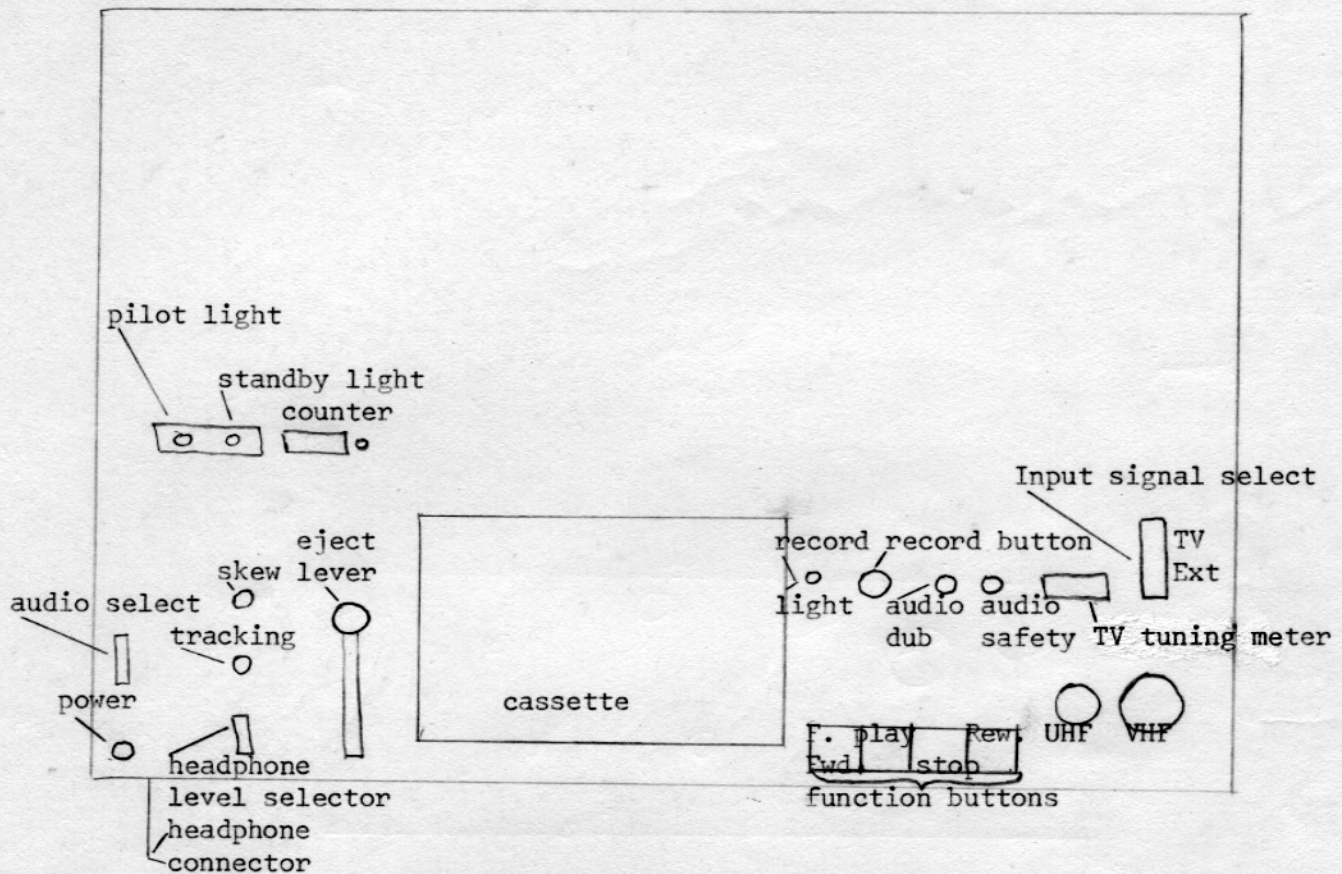 pilot light
standby light
counter
Input signal select
TV
Ext
eject
lever
skew
audio select
tracking
power
cassette
record
light
record button
audio
dub
audio
safety
TV tuning meter
F. play Rew. UHF VHF
Fwd. stop
function buttons
headphone
level selector
headphone
connector